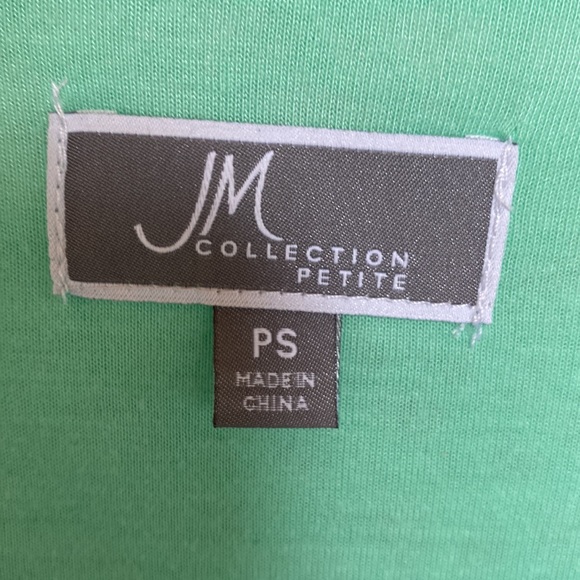 JM
COLLECTION
PETITE
PS
MADE IN
CHINA